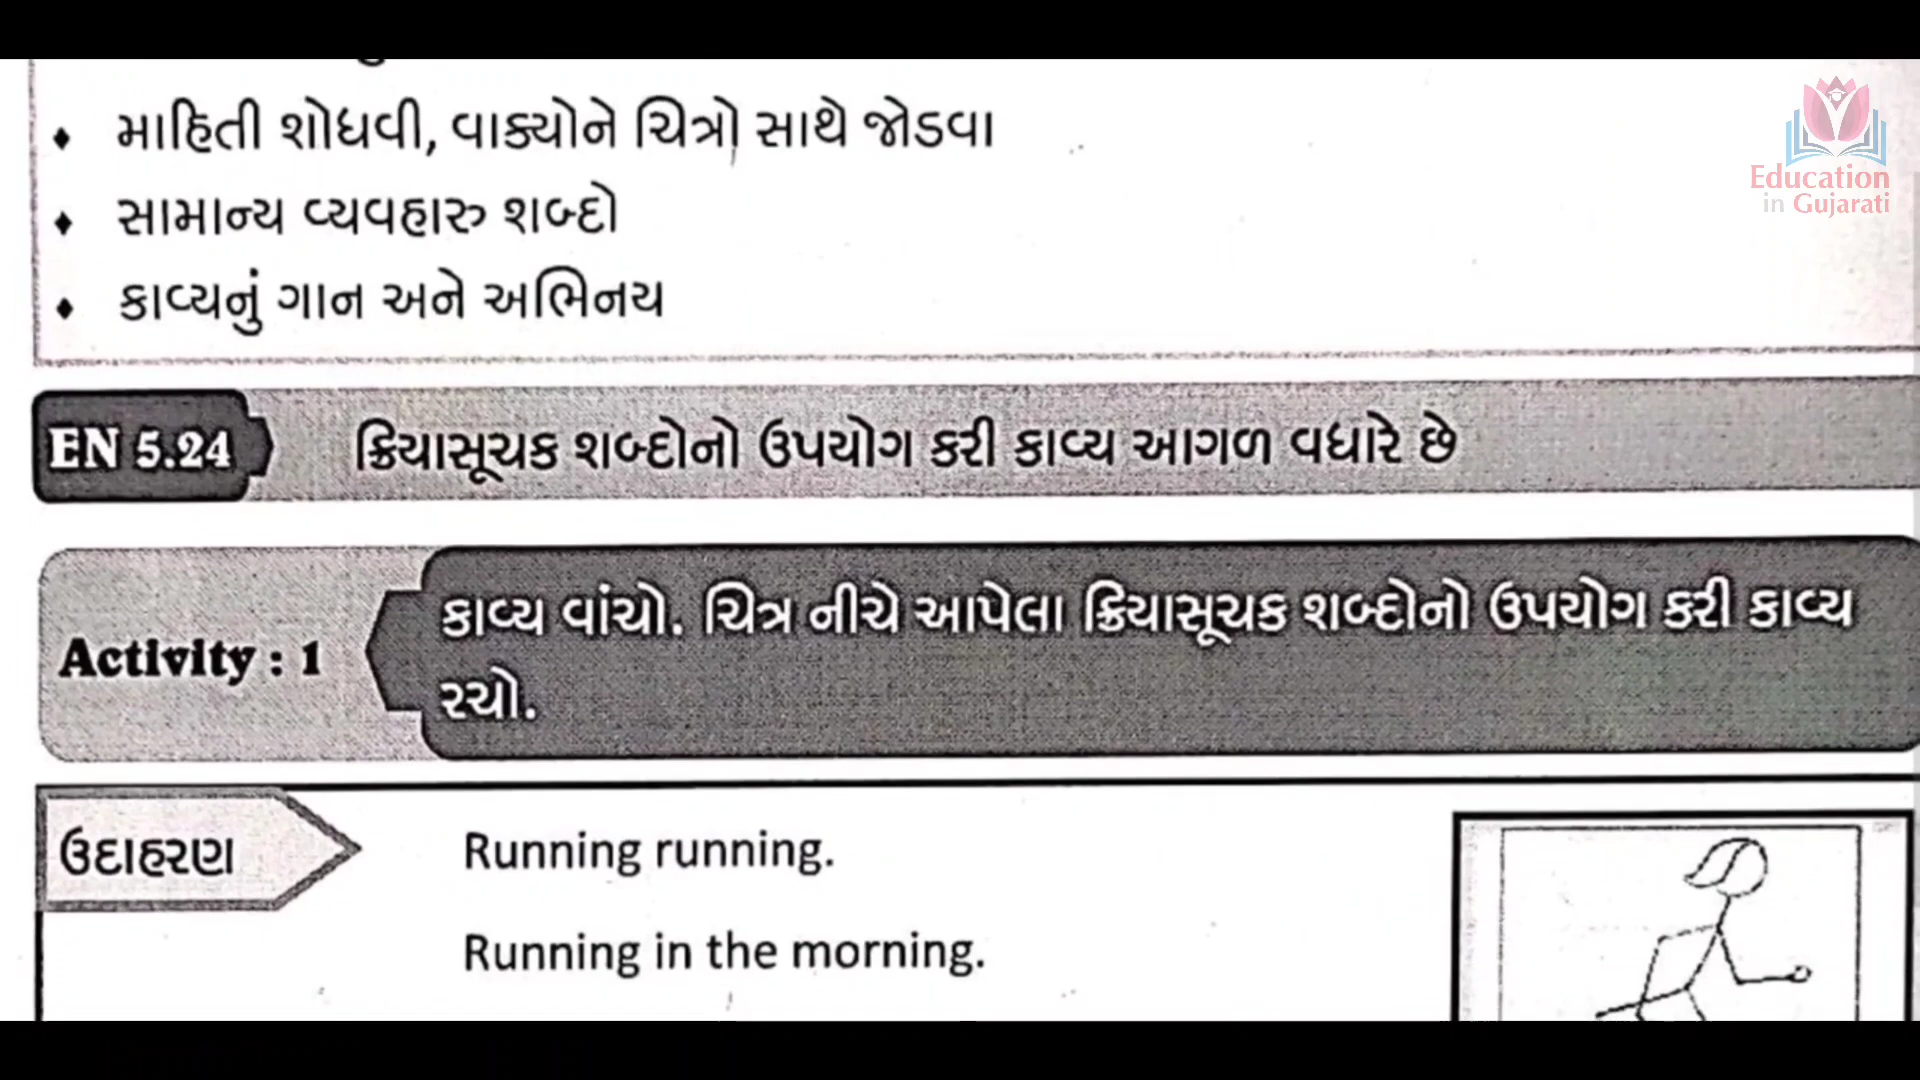 ♦ માહિતી શોધવી, વાક્યોને ચિત્રો સાથે જોડવા
♦ સામાન્ય વ્યવહારુ શબ્દો
♦ કાવ્યનું ગાન અને અભિનય
Education
in Gujarati
EN 5.24 ક્રિયાસૂચક શબ્દોનો ઉપયોગ કરી કાવ્ય આગળ વધારે છે
Activity : 1
કાવ્ય વાંચો. ચિત્ર નીચે આપેલા ક્રિયાસૂચક શબ્દોનો ઉપયોગ કરી કાવ્ય
રચો.
ઉદાહરણ
Running running.
Running in the morning.